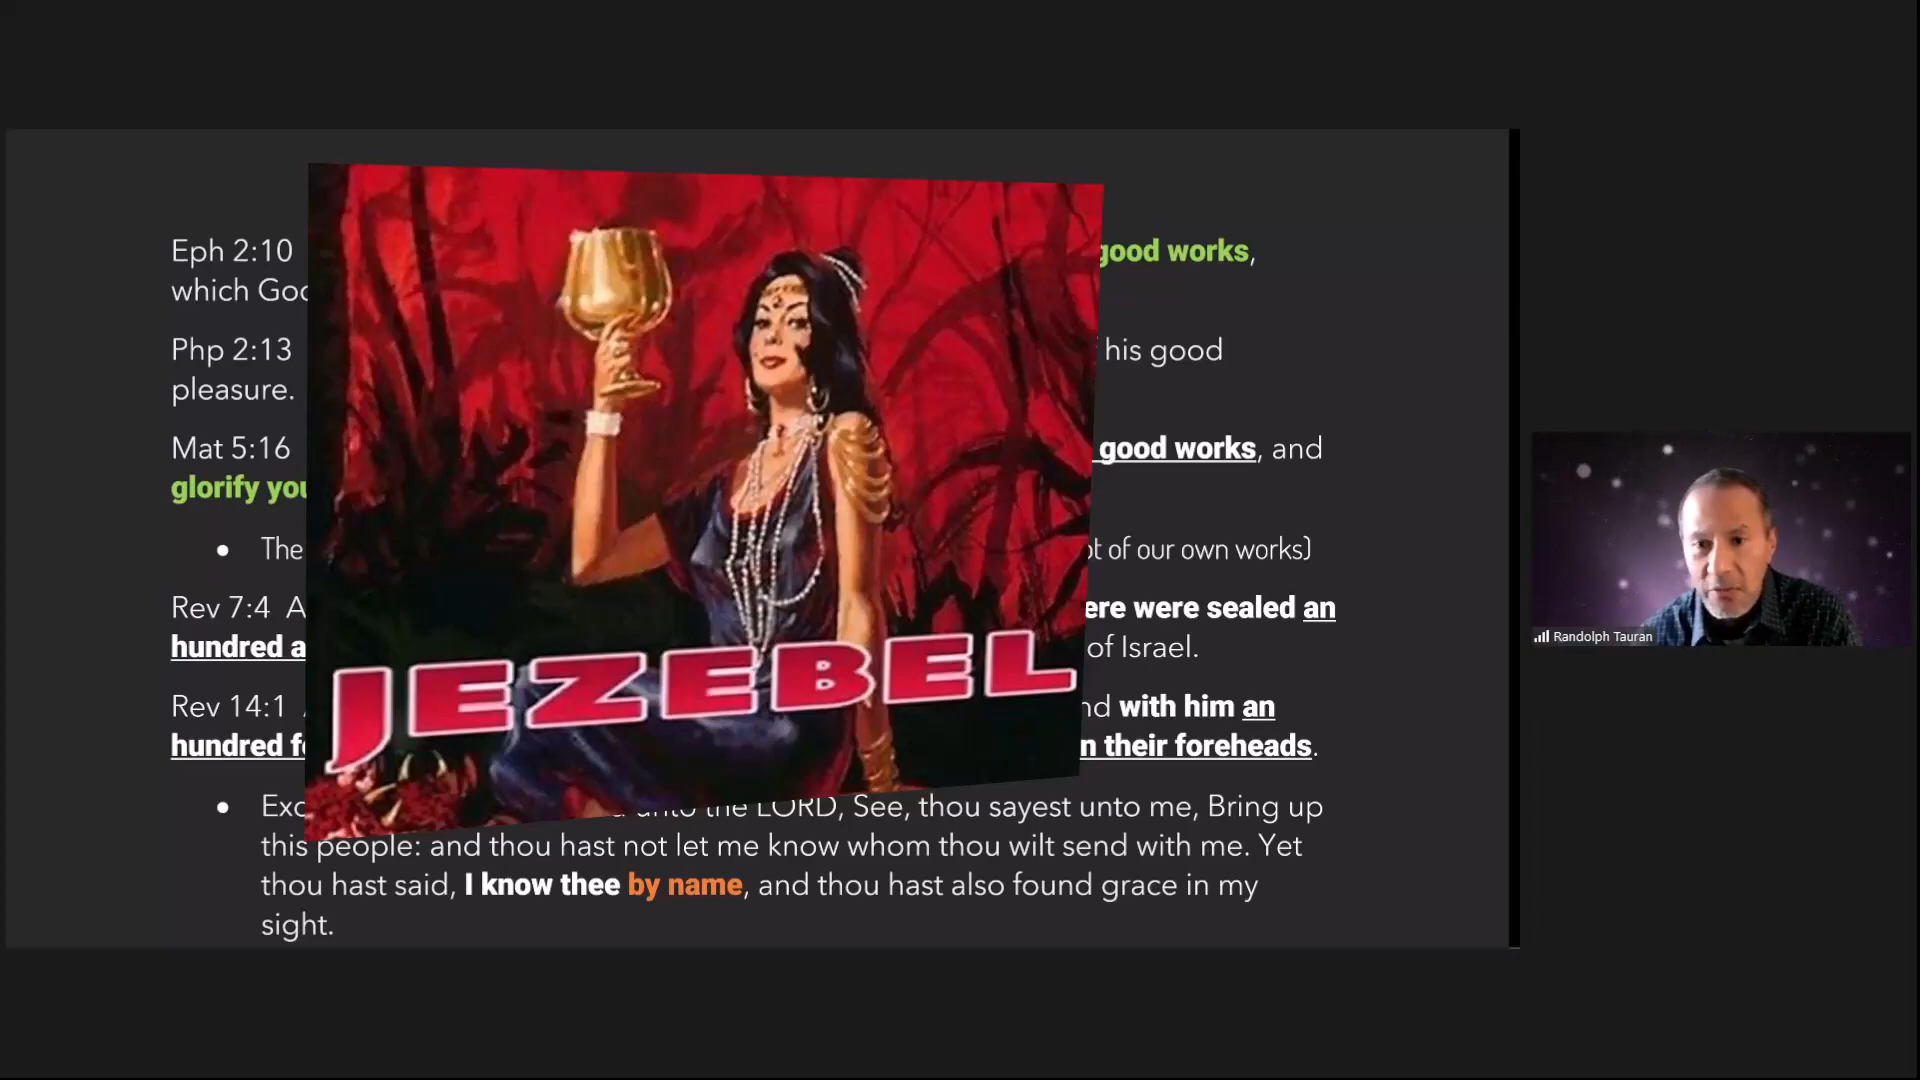 Eph 2:10 good works,
which God
Php 2:13 his good
pleasure.
Mat 5:16 good works, and
glorify you
The ot of our own works)
Rev 7:4 A ere were sealed an
hundred a of Israel.
Rev 14:1 nd with him an
hundred f n their foreheads.
JEZEBEL
Exo unto the LORD, See, thou sayest unto me, Bring up
this people: and thou hast not let me know whom thou wilt send with me. Yet
thou hast said, I know thee by name, and thou hast also found grace in my
sight.
Randolph Tauran